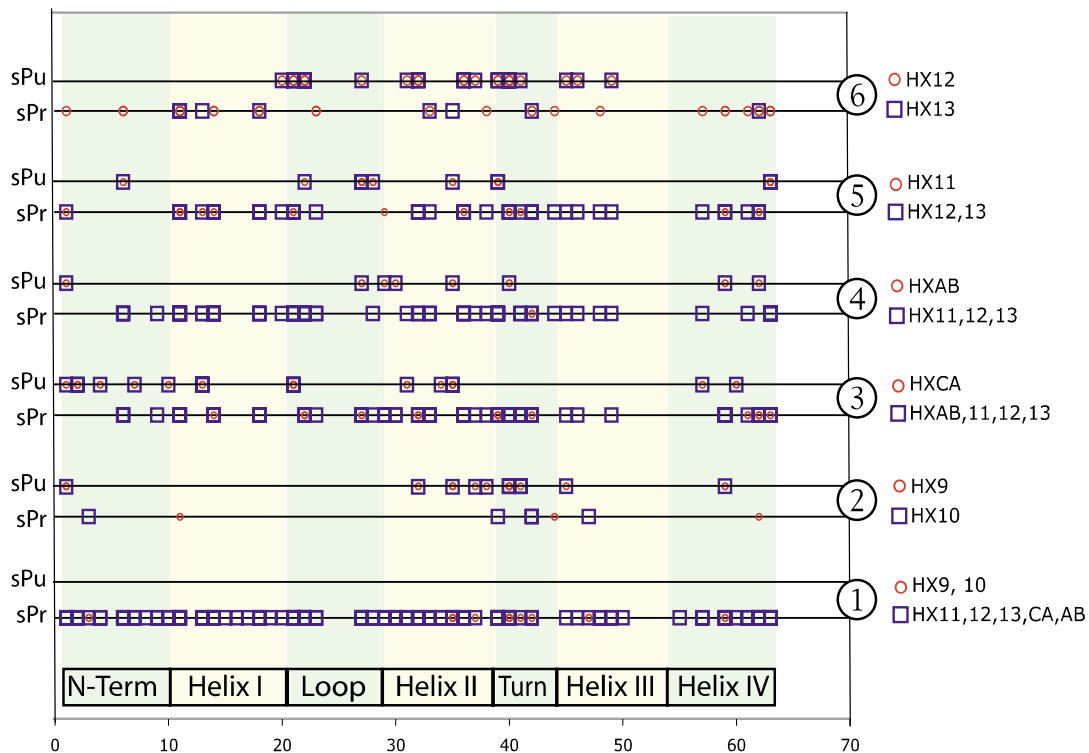 sPu
sPr
6
HX12
HX13
sPu
sPr
5
HX11
HX12,13
sPu
sPr
4
HXAB
HX11,12,13
sPu
sPr
3
HXCA
HXAB,11,12,13
sPu
sPr
2
HX9
HX10
sPu
sPr
1
HX9, 10
HX11,12,13,CA,AB
N-Term Helix I Loop Helix II Turn Helix III Helix IV
0 10 20 30 40 50 60 70